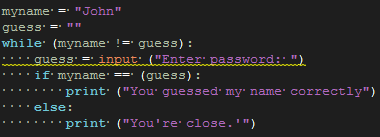 myname = "John"
guess = ""
while (myname != guess):
    guess = input ("Enter password: ")
    if myname == (guess):
        print ("You guessed my name correctly")
    else:
        print ("You're close.'")